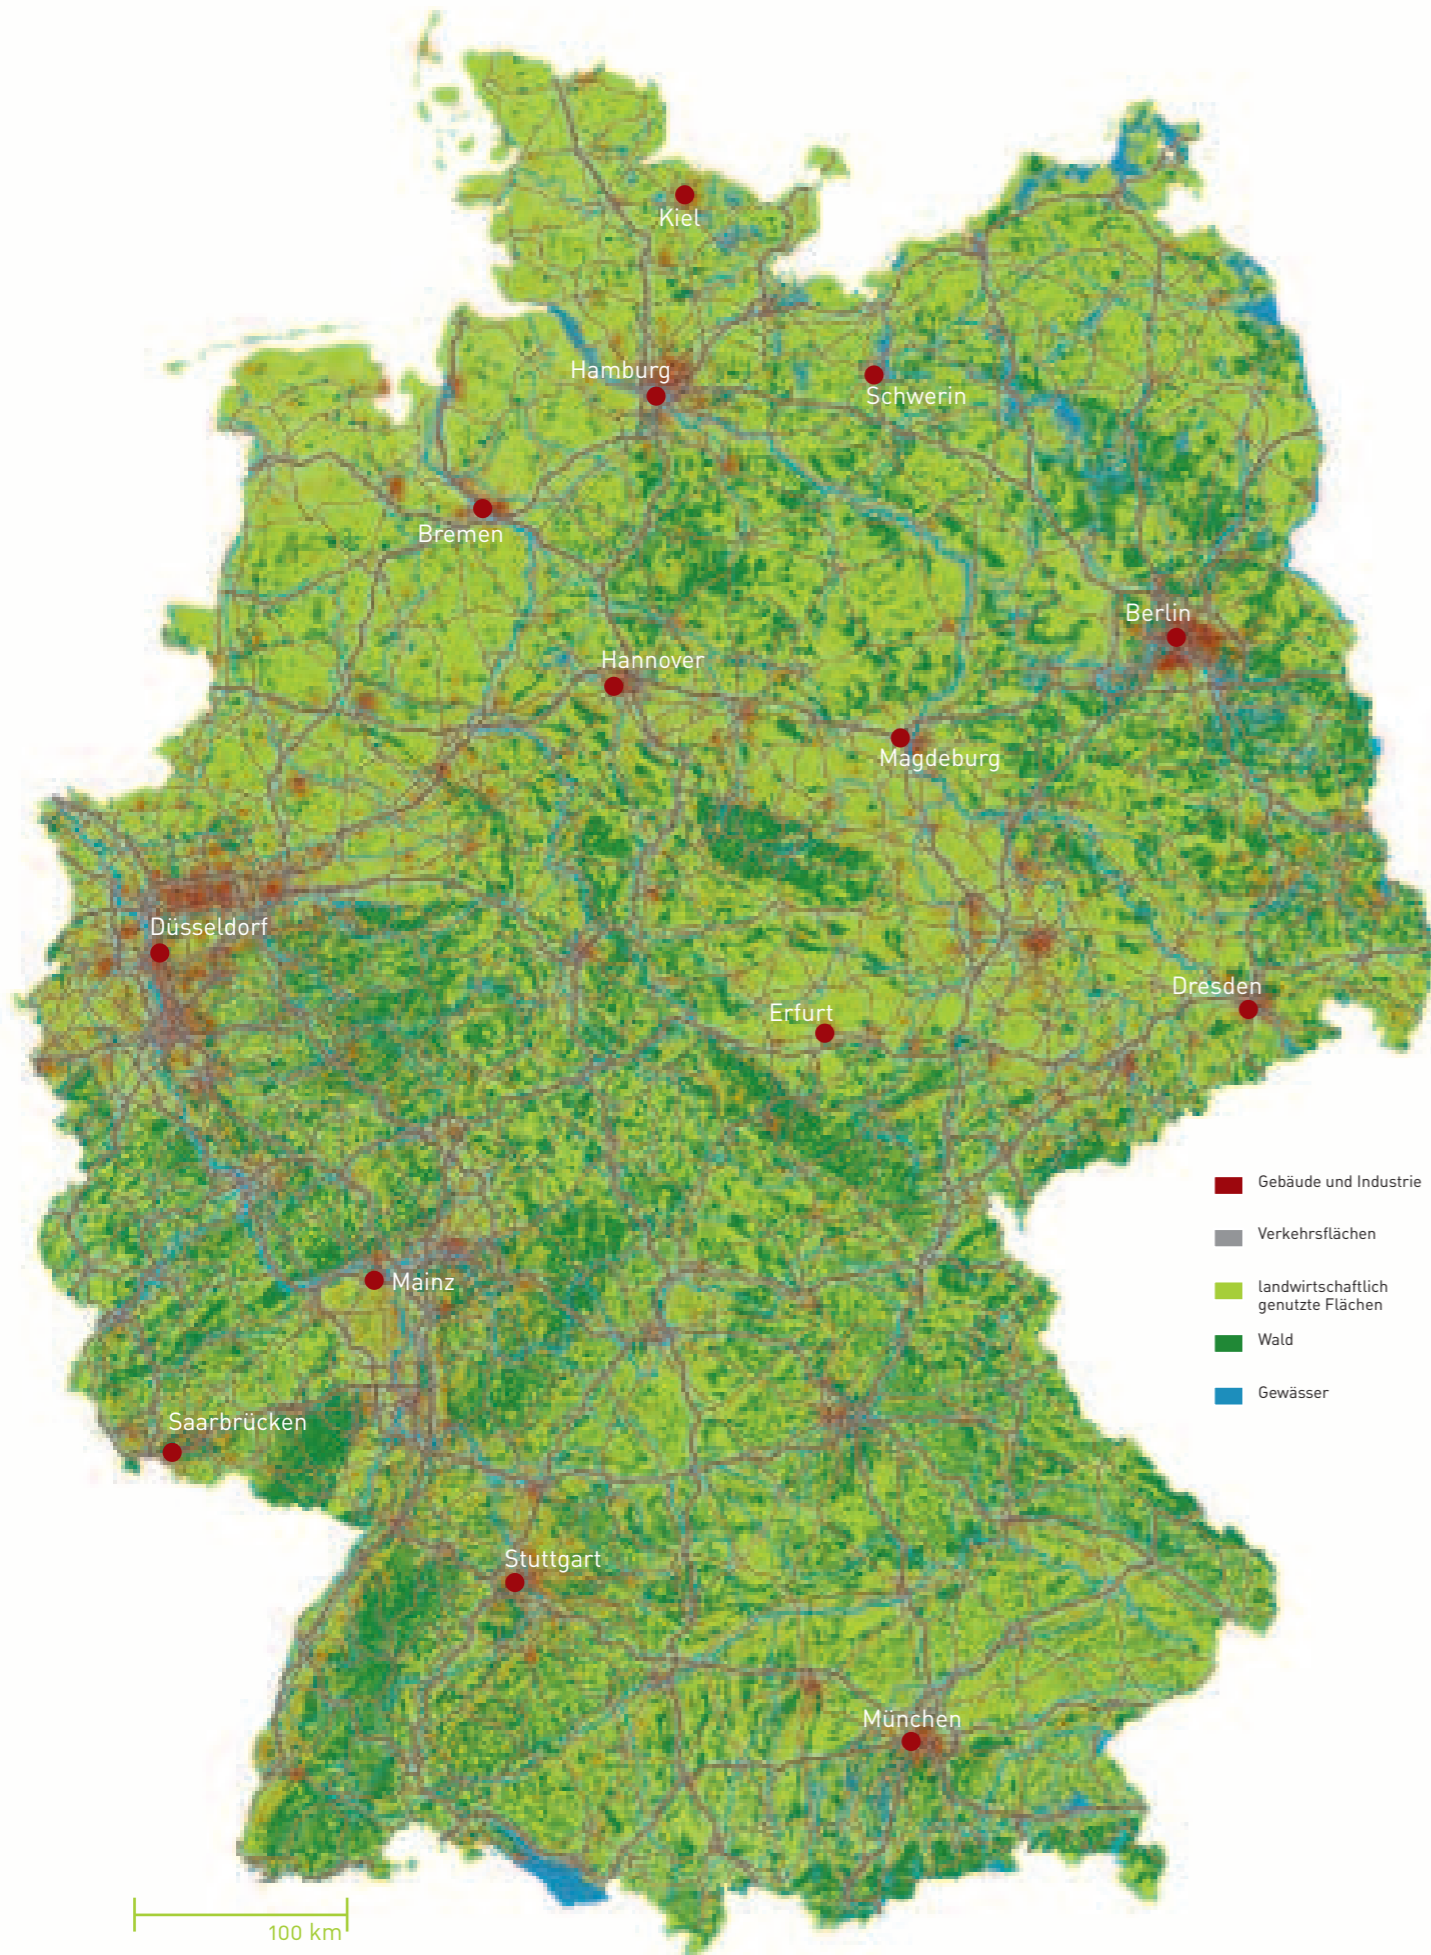 Kiel
Hamburg
Schwerin
Bremen
Berlin
Hannover
Magdeburg
Düsseldorf
Dresden
Erfurt
Mainz
Saarbrücken
Stuttgart
München
Gebäude und Industrie
Verkehrsflächen
landwirtschaftlich
genutzte Flächen
Wald
Gewässer
100 km